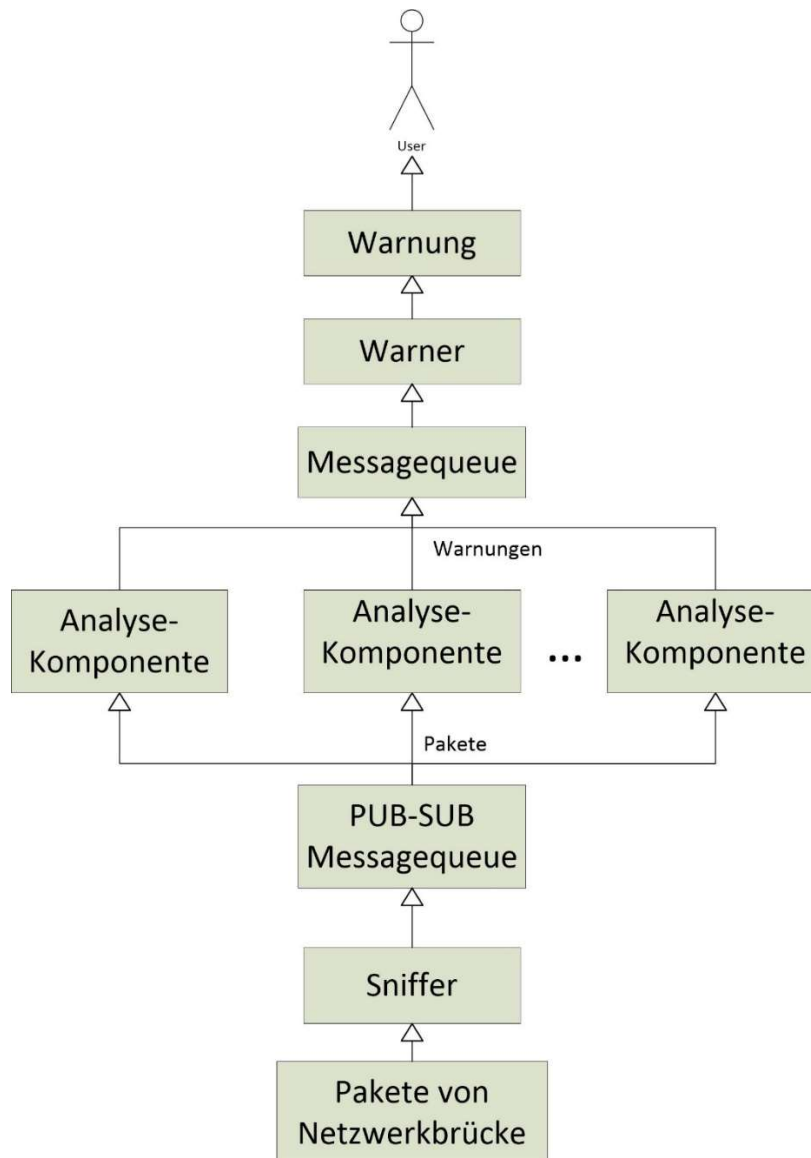 User
Warnung
Warner
Messagequeue
Warnungen
Analyse-
Komponente
Analyse-
Komponente
...
Analyse-
Komponente
Pakete
PUB-SUB
Messagequeue
Sniffer
Pakete von
Netzwerkbrücke